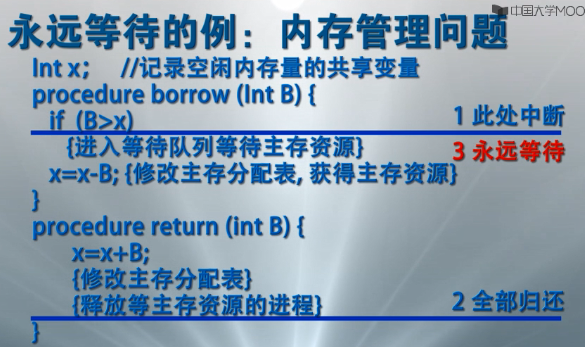 中国大学MOO
永远等待的例：内存管理问题
Int x； //记录空闲内存量的共享变量
procedure borrow (Int B) {
if (B>x)
1 此处中断
{进入等待队列等待主存资源}
3 永远等待
x=x-B; {修改主存分配表, 获得主存资源}
}
procedure return (int B) {
x=x+B;
{修改主存分配表}
{释放等主存资源的进程}
2 全部归还
}